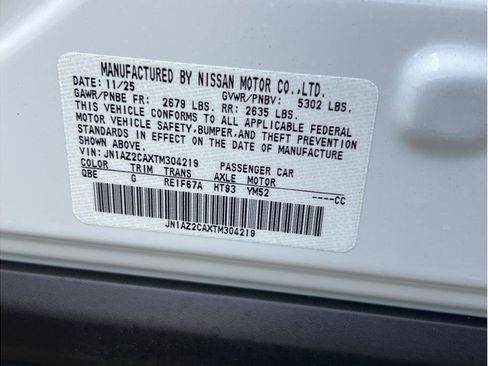 MANUFACTURED BY NISSAN MOTOR CO.,LTD.
DATE: 11/25 GVWR/PNBV: 5302 LBS.
GAWR/PNBE FR: 2679 LBS. RR: 2635 LBS.
THIS VEHICLE CONFORMS TO ALL APPLICABLE FEDERAL
MOTOR VEHICLE SAFETY,BUMPER,AND THEFT PREVENTION
STANDARDS IN EFFECT ON THE DATE OF MANUFACTURE
SHOWN ABOVE.
VIN: JN1AZ2CAXTM304219 PASSENGER CAR
COLOR TRIM TRANS AXLE MOTOR
QBE G RE1F67A HT93 YM52 ----CC
JN1AZ2CAXTM304219